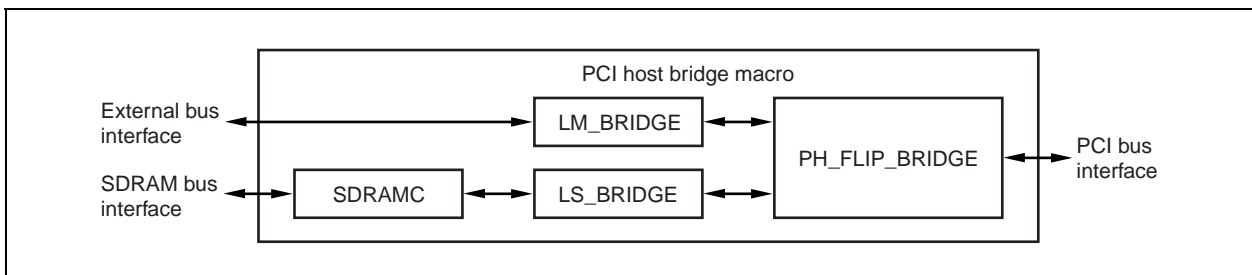 PCI host bridge macro
External bus
interface
LM_BRIDGE
PH_FLIP_BRIDGE
PCI bus
interface
SDRAM bus
interface
SDRAMC
LS_BRIDGE